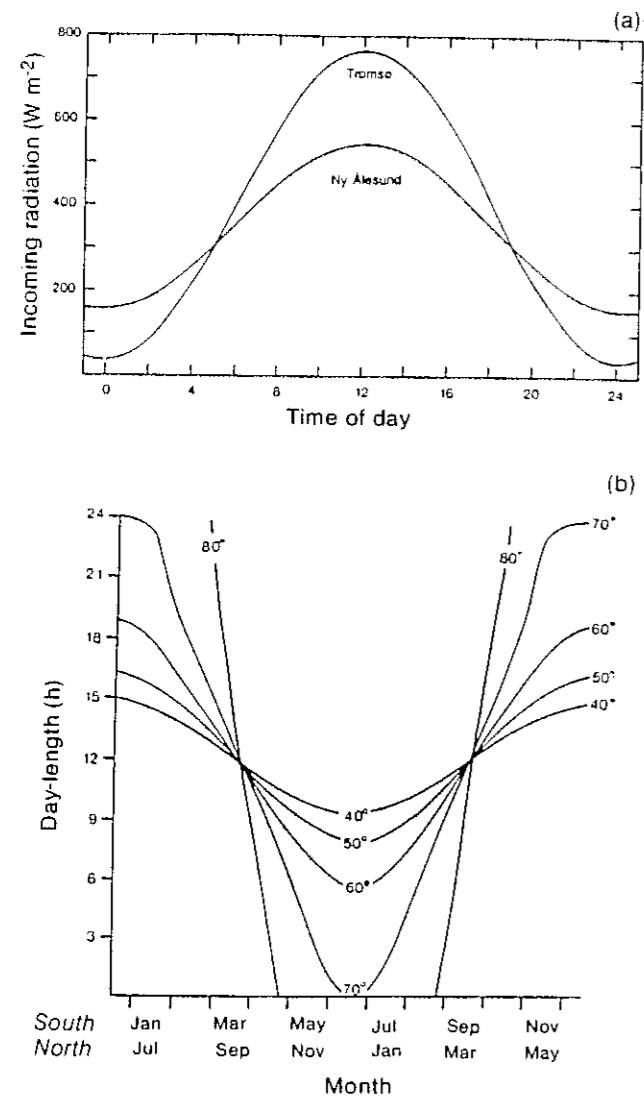 (a)
800
600
400
200
Incoming radiation (W m⁻²)
Tromsø
Ny Ålesund
0 4 8 12 16 20 24
Time of day
(b)
24
21
18
15
12
9
6
3
Day-length (h)
80° 80°
70°
60°
50°
40°
40°
50°
60°
70°
South Jan Mar May Jul Sep Nov
North Jul Sep Nov Jan Mar May
Month